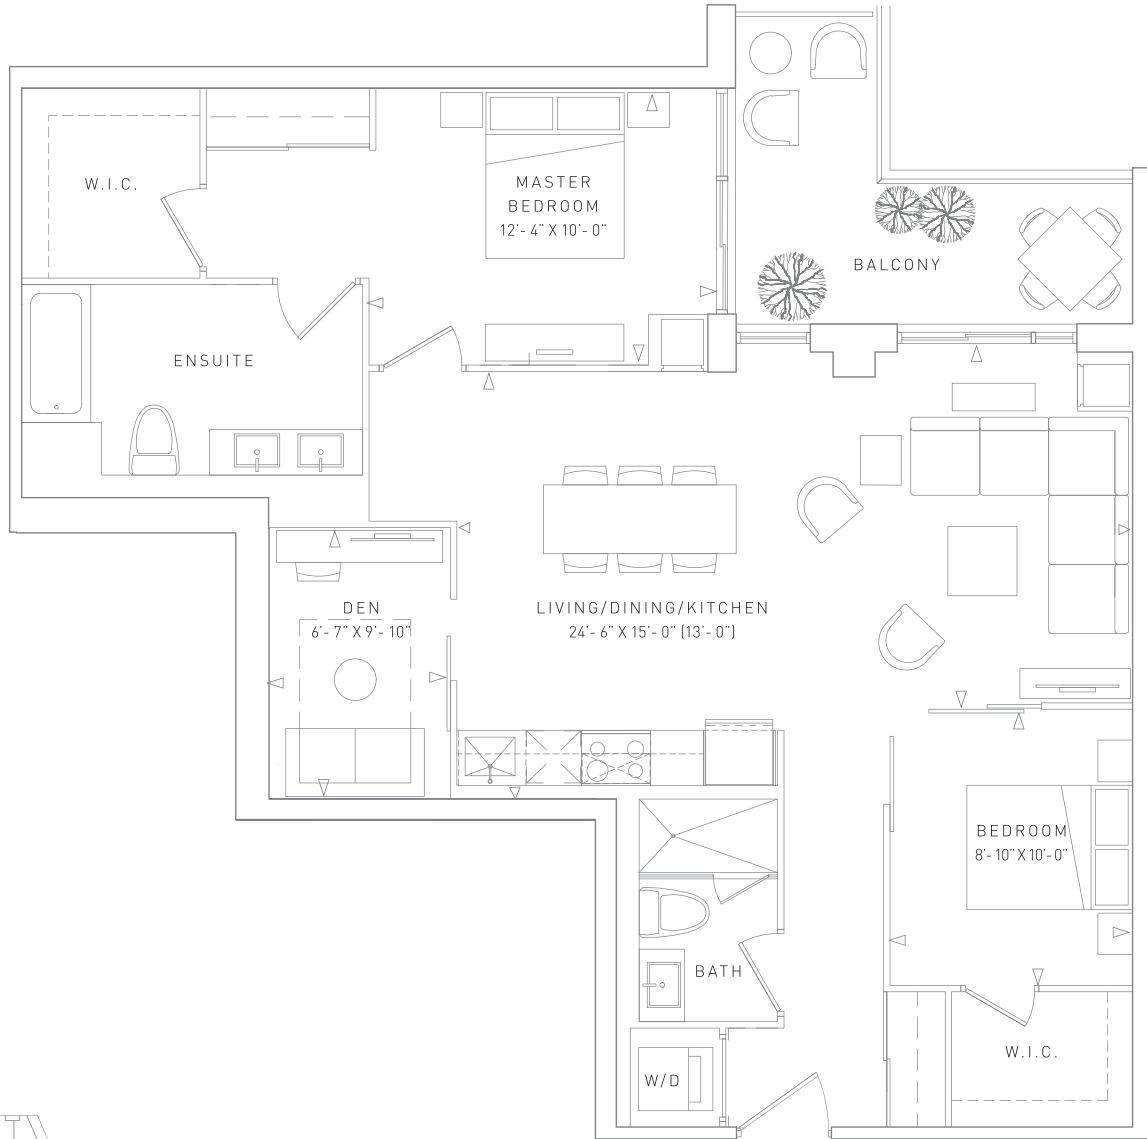 W.I.C.
MASTER
BEDROOM
12'- 4" X 10'- 0"
BALCONY
ENSUITE
DEN
6'- 7" X 9'- 10"
LIVING/DINING/KITCHEN
24'- 6" X 15'- 0" (13'- 0")
BEDROOM
8'- 10" X 10'- 0"
BATH
W.I.C.
W/D